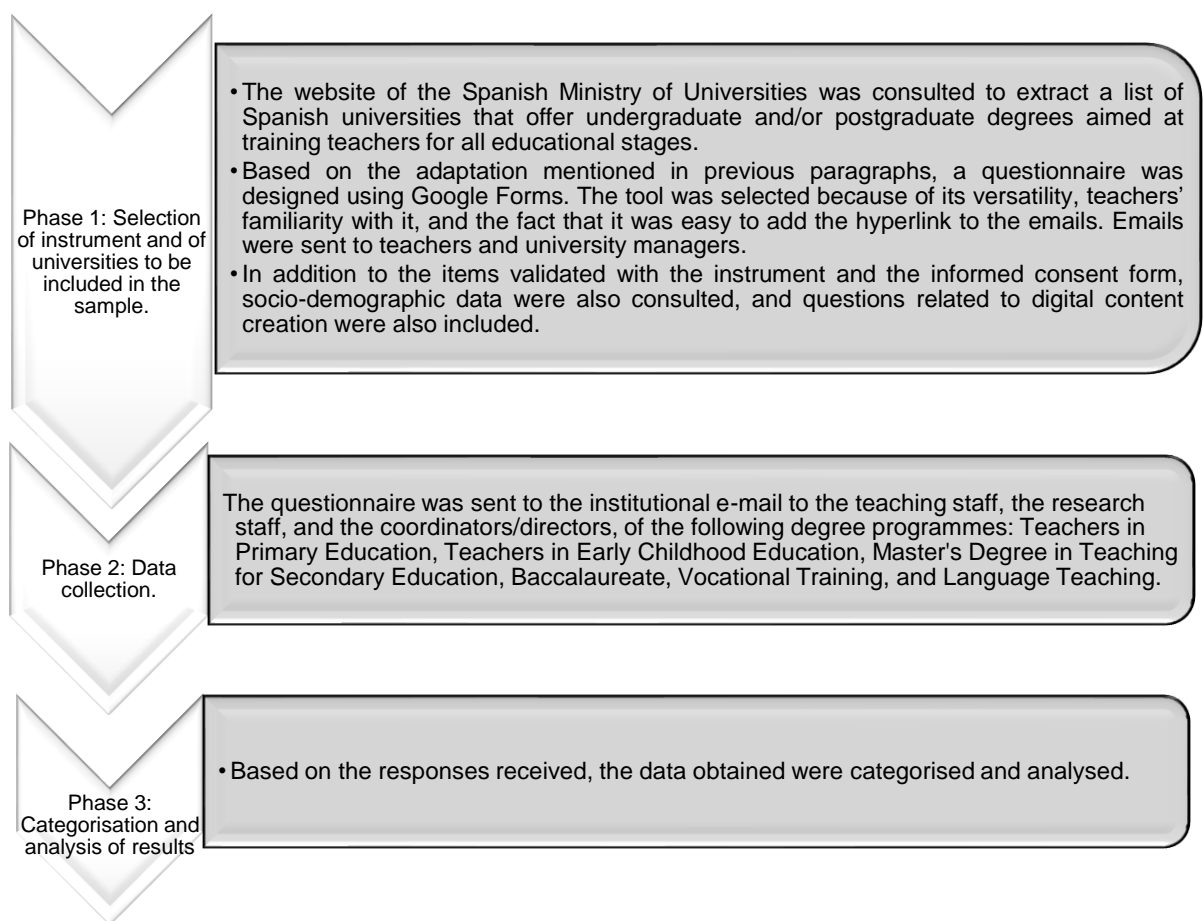 Phase 1: Selection
of instrument and of
universities to be
included in the
sample.
• The website of the Spanish Ministry of Universities was consulted to extract a list of
Spanish universities that offer undergraduate and/or postgraduate degrees aimed at
training teachers for all educational stages.
• Based on the adaptation mentioned in previous paragraphs, a questionnaire was
designed using Google Forms. The tool was selected because of its versatility, teachers’
familiarity with it, and the fact that it was easy to add the hyperlink to the emails. Emails
were sent to teachers and university managers.
• In addition to the items validated with the instrument and the informed consent form,
socio-demographic data were also consulted, and questions related to digital content
creation were also included.
Phase 2: Data
collection.
The questionnaire was sent to the institutional e-mail to the teaching staff, the research
staff, and the coordinators/directors, of the following degree programmes: Teachers in
Primary Education, Teachers in Early Childhood Education, Master's Degree in Teaching
for Secondary Education, Baccalaureate, Vocational Training, and Language Teaching.
Phase 3:
Categorisation and
analysis of results
• Based on the responses received, the data obtained were categorised and analysed.